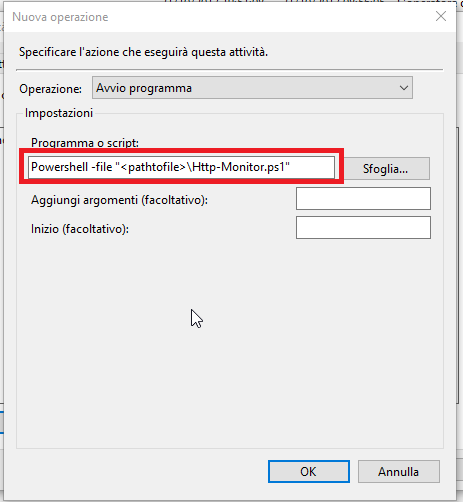 Nuova operazione
Specificare l'azione che eseguirà questa attività.
Operazione: Avvio programma
Impostazioni
Programma o script:
Powershell -file "<pathtofile>\Http-Monitor.ps1" Sfoglia...
Aggiungi argomenti (facoltativo):
Inizio (facoltativo):
OK Annulla